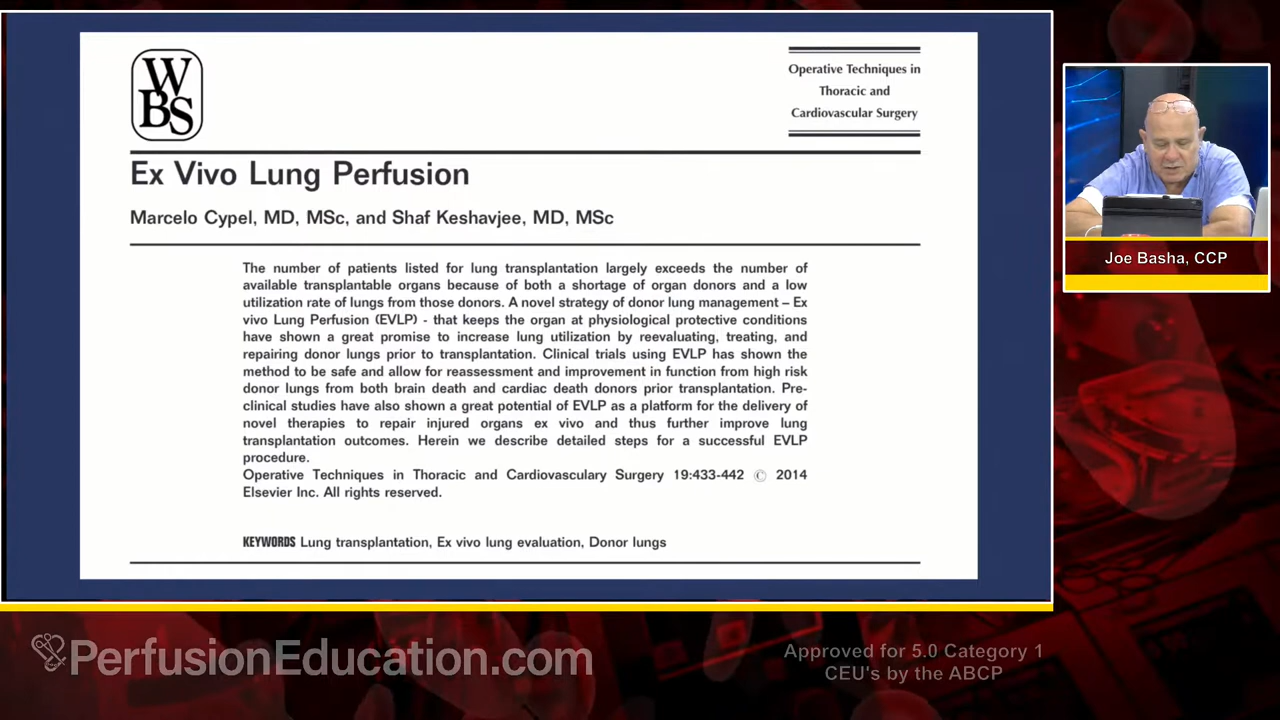 WBS
Operative Techniques in
Thoracic and
Cardiovascular Surgery
Ex Vivo Lung Perfusion
Marcelo Cypel, MD, MSc, and Shaf Keshavjee, MD, MSc
The number of patients listed for lung transplantation largely exceeds the number of
available transplantable organs because of both a shortage of organ donors and a low
utilization rate of lungs from those donors. A novel strategy of donor lung management – Ex
vivo Lung Perfusion (EVLP) - that keeps the organ at physiological protective conditions
have shown a great promise to increase lung utilization by reevaluating, treating, and
repairing donor lungs prior to transplantation. Clinical trials using EVLP has shown the
method to be safe and allow for reassessment and improvement in function from high risk
donor lungs from both brain death and cardiac death donors prior transplantation. Pre-
clinical studies have also shown a great potential of EVLP as a platform for the delivery of
novel therapies to repair injured organs ex vivo and thus further improve lung
transplantation outcomes. Herein we describe detailed steps for a successful EVLP
procedure.
Operative Techniques in Thoracic and Cardiovasculary Surgery 19:433-442 © 2014
Elsevier Inc. All rights reserved.
KEYWORDS Lung transplantation, Ex vivo lung evaluation, Donor lungs
Joe Basha, CCP
PerfusionEducation.com
Approved for 5.0 Category 1
CEU's by the ABCP